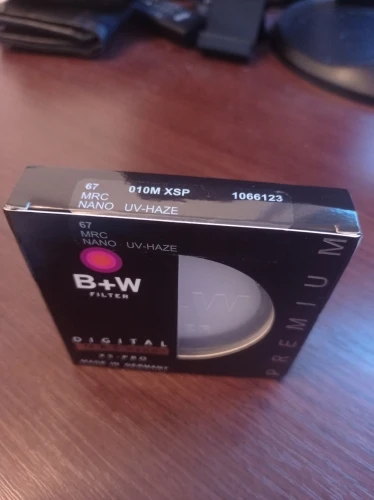 67 010M XSP 1066123
MRC
NANO UV-HAZE
67
MRC
NANO UV-HAZE
B+W
FILTER
DIGITAL
XS-PRO
MADE IN GERMANY
PREMIUM